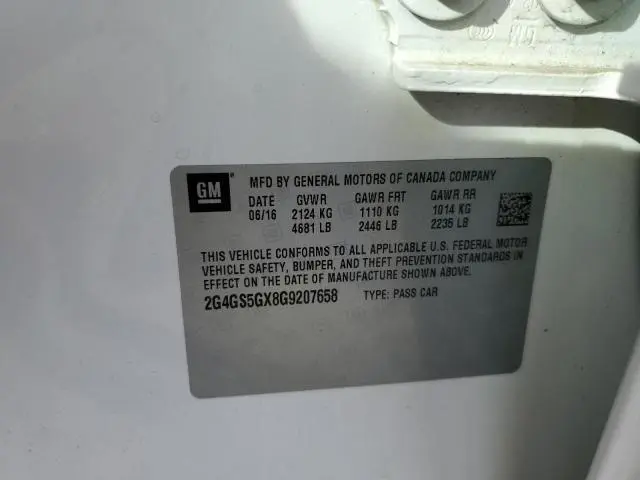 GM
MFD BY GENERAL MOTORS OF CANADA COMPANY
DATE GVWR GAWR FRT GAWR RR
06/16 2124 KG 1110 KG 1014 KG
4681 LB 2446 LB 2235 LB
THIS VEHICLE CONFORMS TO ALL APPLICABLE U.S. FEDERAL MOTOR
VEHICLE SAFETY, BUMPER, AND THEFT PREVENTION STANDARDS IN
EFFECT ON THE DATE OF MANUFACTURE SHOWN ABOVE.
2G4GS5GX8G9207658 TYPE: PASS CAR